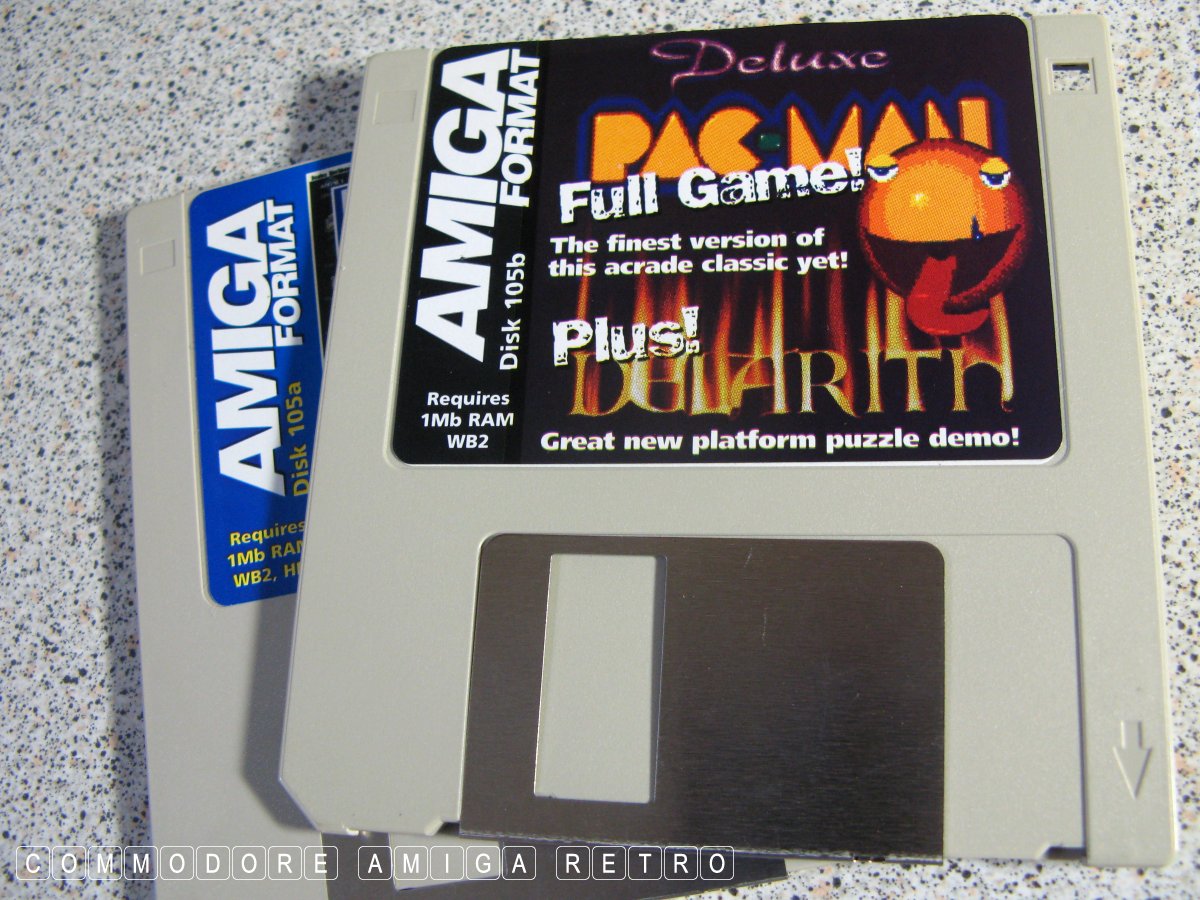 AMIGA
FORMAT
Disk 105b
Requires
1Mb RAM
WB2
Deluxe
PAC-MAN
Full Game!
The finest version of
this acrade classic yet!
Plus!
DELARITH
Great new platform puzzle demo!
AMIGA
FORMAT
Disk 105a
Requires
1Mb RAM
WB2,
COMMODORE AMIGA RETRO